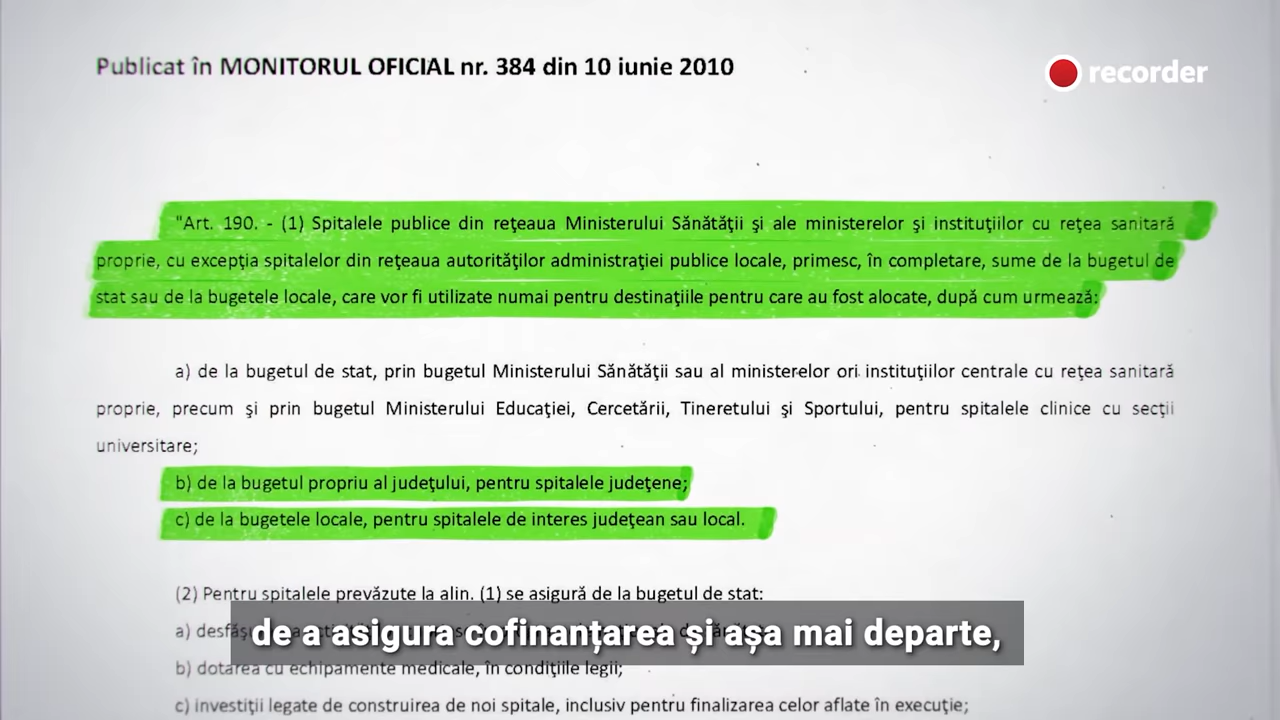 Publicat în MONITORUL OFICIAL nr. 384 din 10 iunie 2010
recorder
"Art. 190. - (1) Spitalele publice din reţeaua Ministerului Sănătăţii şi ale ministerelor şi instituţiilor cu reţea sanitară
proprie, cu excepţia spitalelor din reţeaua autorităţilor administraţiei publice locale, primesc, în completare, sume de la bugetul de
stat sau de la bugetele locale, care vor fi utilizate numai pentru destinaţiile pentru care au fost alocate, după cum urmează:
a) de la bugetul de stat, prin bugetul Ministerului Sănătăţii sau al ministerelor ori instituţiilor centrale cu reţea sanitară
proprie, precum şi prin bugetul Ministerului Educaţiei, Cercetării, Tineretului şi Sportului, pentru spitalele clinice cu secţii
universitare;
b) de la bugetul propriu al judeţului, pentru spitalele judeţene;
c) de la bugetele locale, pentru spitalele de interes judeţean sau local.
(2) Pentru spitalele prevăzute la alin. (1) se asigură de la bugetul de stat:
a)
de a asigura cofinanțarea și așa mai departe,
b) dotarea cu echipamente medicale, în condiţiile legii;
c) investiţii legate de construirea de noi spitale, inclusiv pentru finalizarea celor aflate în execuţie;